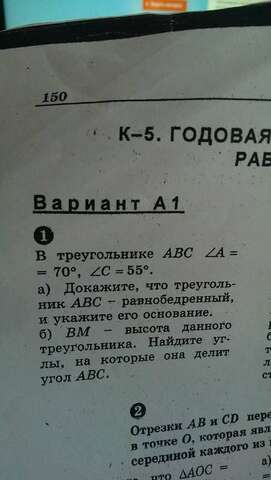 150
К–5. ГОДОВАЯ
РАБ
Вариант А1
1
В треугольнике ABC ∠A =
= 70°, ∠C = 55°.
а) Докажите, что треуголь-
ник ABC – равнобедренный,
и укажите его основание.
б) BM – высота данного
треугольника. Найдите уг-
лы, на которые она делит
угол ABC.
2
Отрезки AB и CD пере
в точке O, которая явл
серединой каждого из
что △AOC =